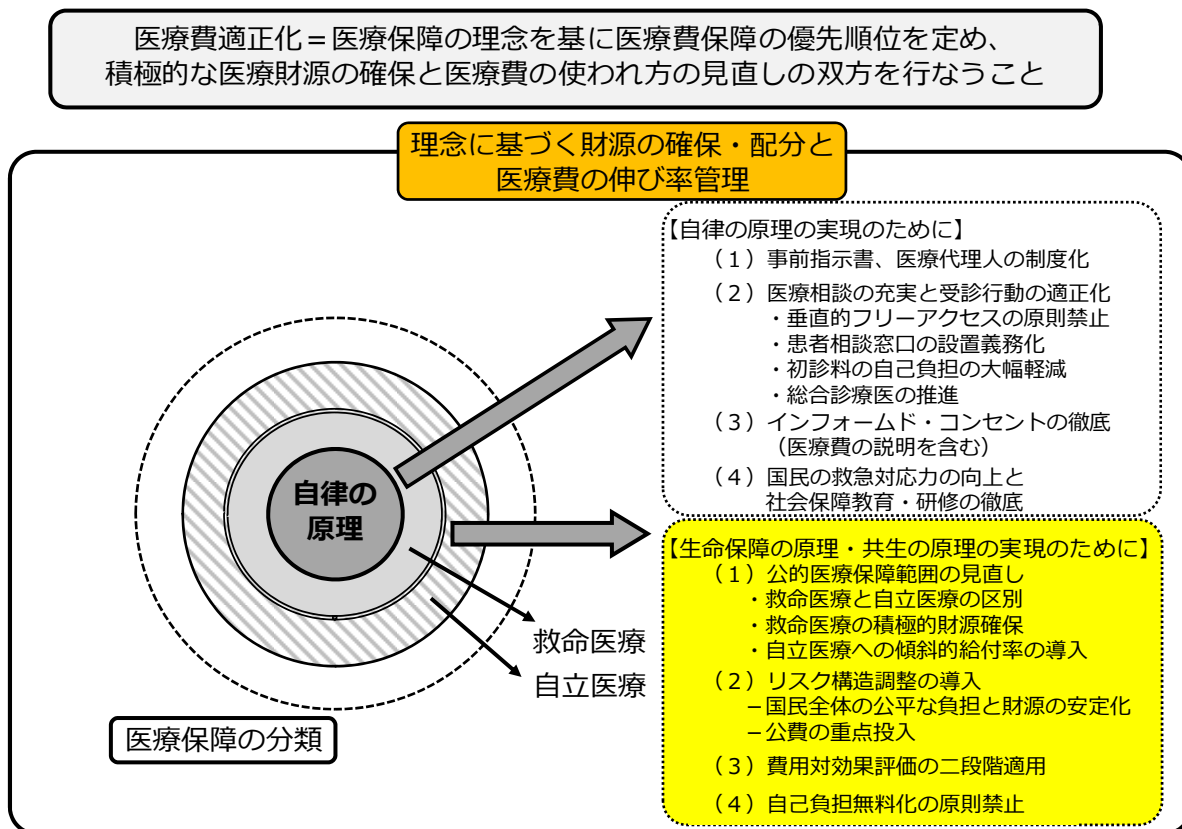 医療費適正化＝医療保障の理念を基に医療費保障の優先順位を定め、
積極的な医療財源の確保と医療費の使われ方の見直しの双方を行なうこと
理念に基づく財源の確保・配分と
医療費の伸び率管理
【自律の原理の実現のために】
（１）事前指示書、医療代理人の制度化
（２）医療相談の充実と受診行動の適正化
・垂直的フリーアクセスの原則禁止
・患者相談窓口の設置義務化
・初診料の自己負担の大幅軽減
・総合診療医の推進
（３）インフォームド・コンセントの徹底
（医療費の説明を含む）
（４）国民の救急対応力の向上と
社会保障教育・研修の徹底
自律の
原理
【生命保障の原理・共生の原理の実現のために】
（１）公的医療保障範囲の見直し
・救命医療と自立医療の区別
・救命医療の積極的財源確保
・自立医療への傾斜的給付率の導入
（２）リスク構造調整の導入
－国民全体の公平な負担と財源の安定化
－公費の重点投入
（３）費用対効果評価の二段階適用
（４）自己負担無料化の原則禁止
救命医療
自立医療
医療保障の分類